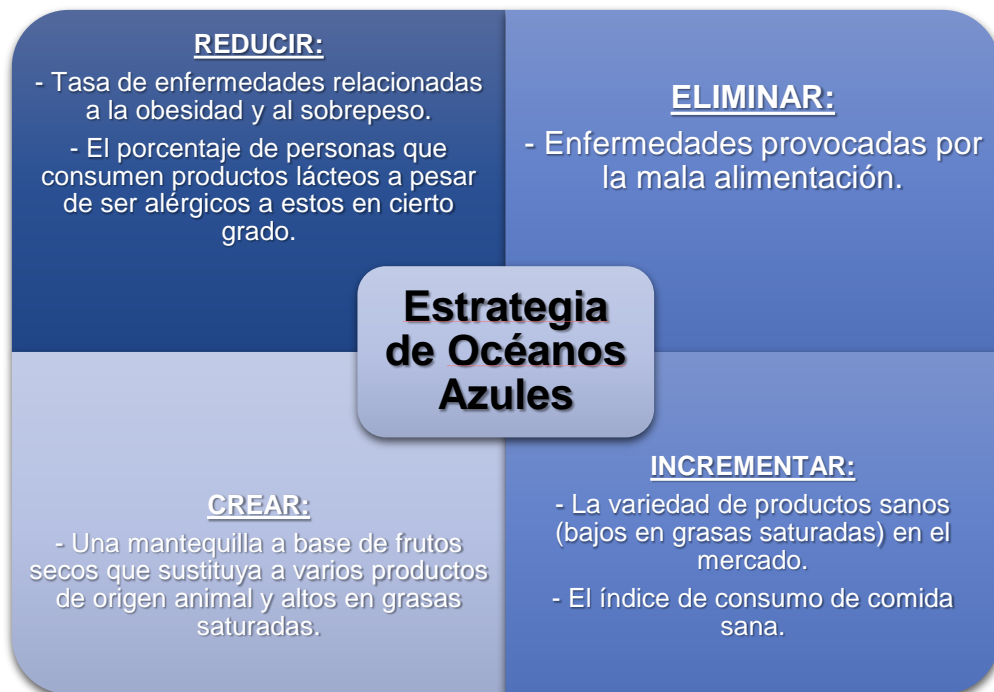 REDUCIR:
- Tasa de enfermedades relacionadas
a la obesidad y al sobrepeso.
- El porcentaje de personas que
consumen productos lácteos a pesar
de ser alérgicos a estos en cierto
grado.
ELIMINAR:
- Enfermedades provocadas por
la mala alimentación.
Estrategia
de Océanos
Azules
CREAR:
- Una mantequilla a base de frutos
secos que sustituya a varios productos
de origen animal y altos en grasas
saturadas.
INCREMENTAR:
- La variedad de productos sanos
(bajos en grasas saturadas) en el
mercado.
- El índice de consumo de comida
sana.